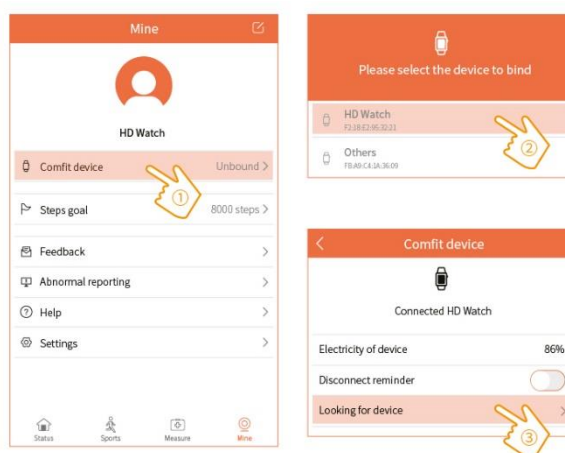 Mine
HD Watch
Comfit device Unbound >
①
Steps goal 8000 steps >
Feedback >
Abnormal reporting >
Help >
Settings >
Status Sports Measure Mine
Please select the device to bind
HD Watch
F2:18:E2:95:32:21
②
Others
FB:A9:C4:1A:36:09
Comfit device
Connected HD Watch
Electricity of device 86%
Disconnect reminder
Looking for device >
③